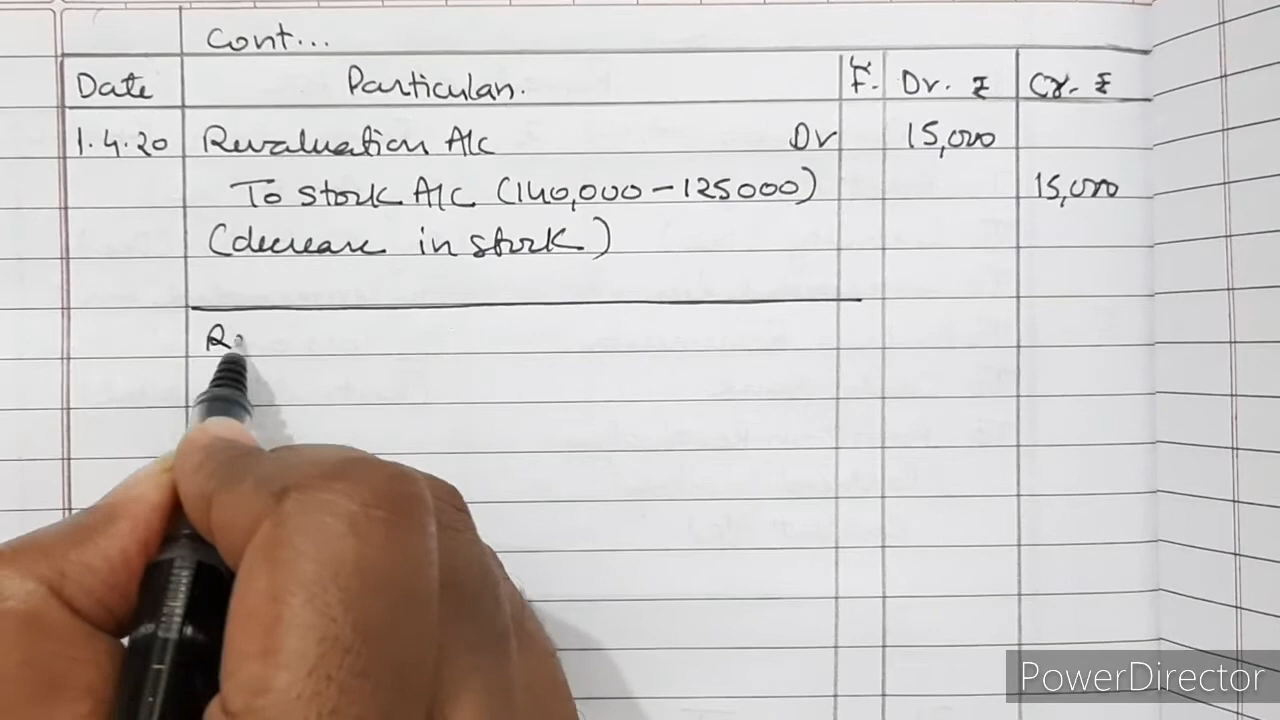 Cont...
Date Particulars. L.F. Dr. ₹ Cr. ₹
1.4.20 Revaluation A/c Dr 15,000
To Stock A/c (140,000-125000) 15,000
(decrease in stock)
Re
PowerDirector